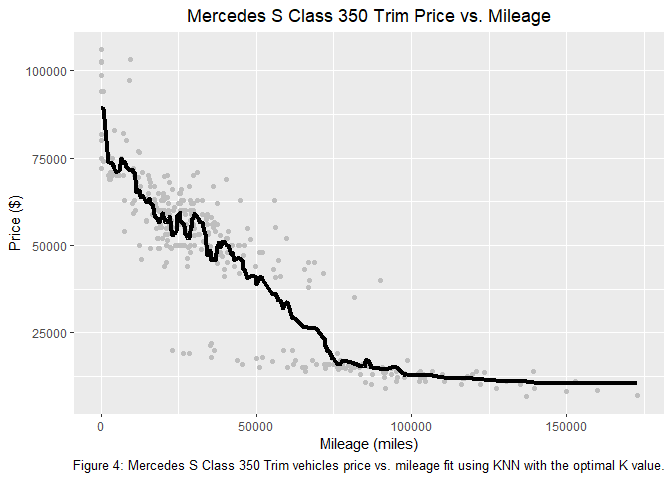 Mercedes S Class 350 Trim Price vs. Mileage
100000
75000
50000
25000
Price ($)
0
50000
100000
150000
Mileage (miles)
Figure 4: Mercedes S Class 350 Trim vehicles price vs. mileage fit using KNN with the optimal K value.